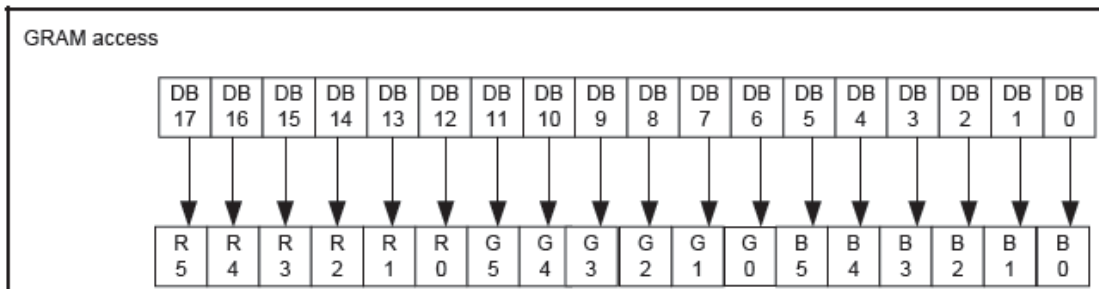 GRAM access
DB DB DB DB DB DB DB DB DB DB DB DB DB DB DB DB DB DB
17 16 15 14 13 12 11 10 9 8 7 6 5 4 3 2 1 0
R R R R R R G G G G G G B B B B B B
5 4 3 2 1 0 5 4 3 2 1 0 5 4 3 2 1 0